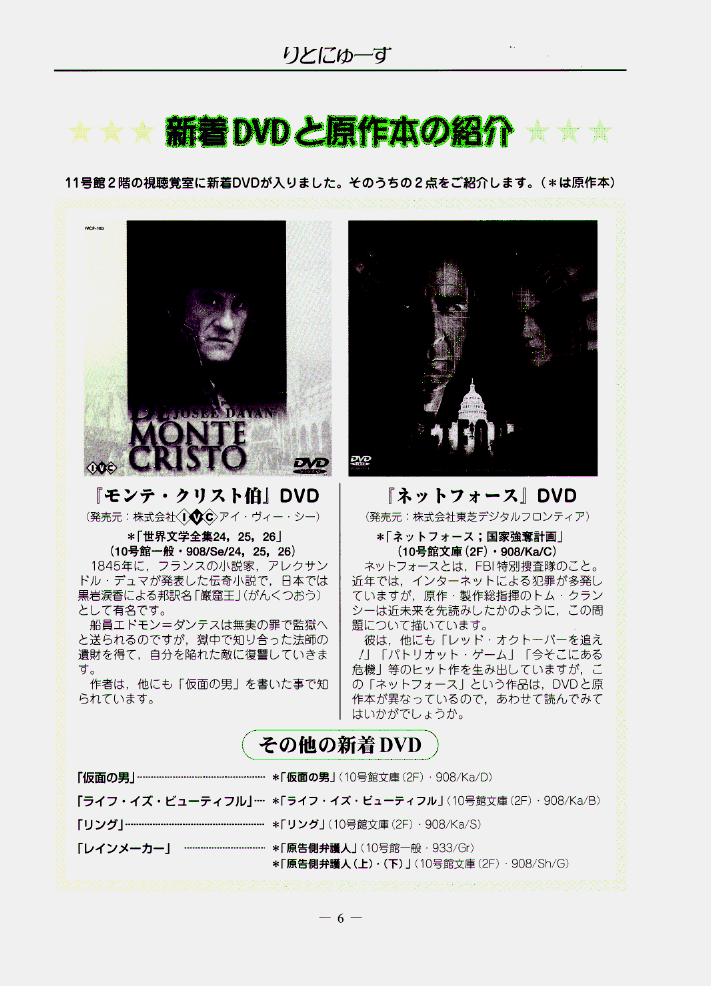 りとにゅーす
★★★ 新着DVDと原作本の紹介 ★★★
11号館2階の視聴覚室に新着DVDが入りました。そのうちの2点をご紹介します。(＊は原作本)
JOSÉE DAYAN
MONTE
CRISTO
IVC
DVD
VIDEO
『モンテ・クリスト伯』DVD
(発売元：株式会社IVCアイ・ヴィー・シー)
＊「世界文学全集24，25，26」
(10号館一般・908/Se/24，25，26)
1845年に，フランスの小説家，アレクサン
ドル・デュマが発表した伝奇小説で，日本では
黒岩涙香による邦訳名「巌窟王」(がんくつおう)
として有名です。
船員エドモン＝ダンテスは無実の罪で監獄へ
と送られるのですが，獄中で知り合った法師の
遺財を得て，自分を陥れた敵に復讐していきま
す。
作者は，他にも「仮面の男」を書いた事で知
られています。
DVD
『ネットフォース』DVD
(発売元：株式会社東芝デジタルフロンティア)
＊「ネットフォース；国家強奪計画」
(10号館文庫(2F)・908/Ka/C)
ネットフォースとは，FBI特別捜査隊のこと。
近年では，インターネットによる犯罪が多発し
ていますが，原作・製作総指揮のトム・クラン
シーは近未来を先読みしたかのように，この問
題について描いています。
彼は，他にも「レッド・オクトーバーを追え
！」「パトリオット・ゲーム」「今そこにある
危機」等のヒット作を生み出していますが，こ
の「ネットフォース」という作品は，DVDと原
作本が異なっているので，あわせて読んでみて
はいかがでしょうか。
その他の新着DVD
「仮面の男」………………… ＊「仮面の男」(10号館文庫(2F)・908/Ka/D)
「ライフ・イズ・ビューティフル」… ＊「ライフ・イズ・ビューティフル」(10号館文庫(2F)・908/Ka/B)
「リング」………………… ＊「リング」(10号館文庫(2F)・908/Ka/S)
「レインメーカー」 ………… ＊「原告側弁護人」(10号館一般・933/Gr)
＊「原告側弁護人(上)・(下)」(10号館文庫(2F)・908/Sh/G)
― 6 ―